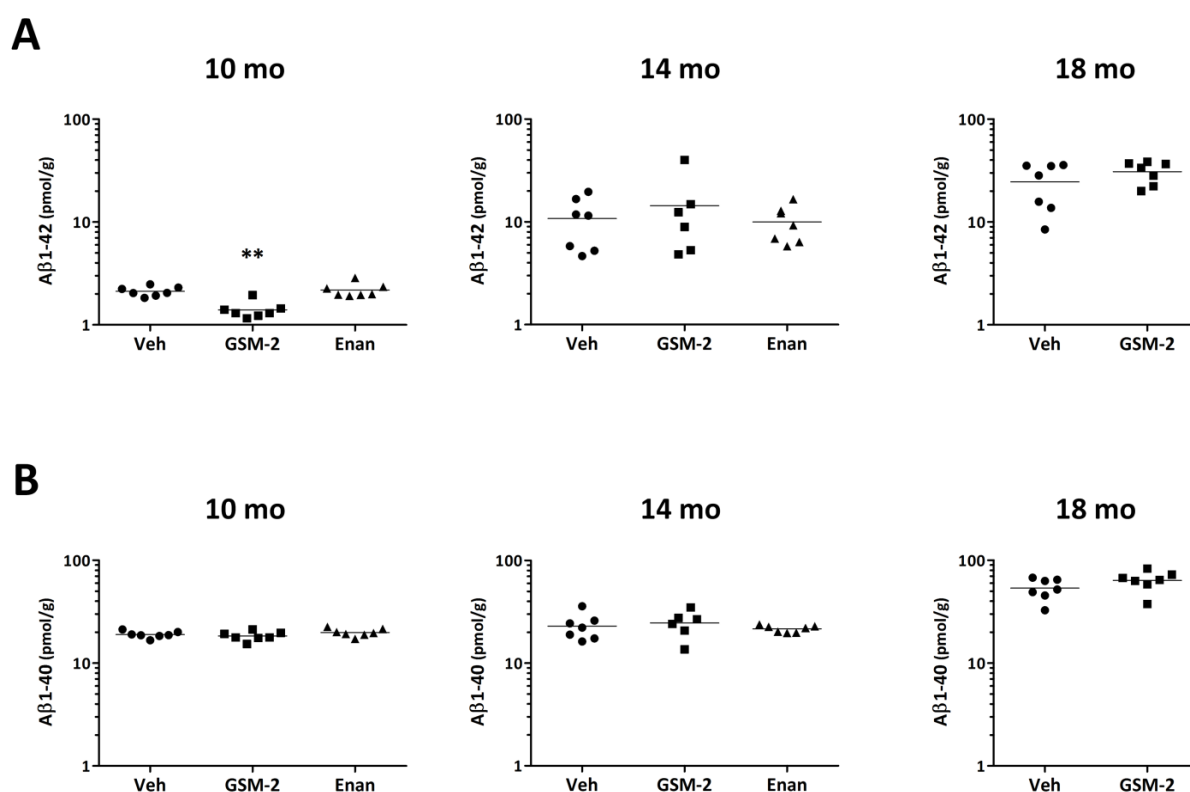 A
10 mo
14 mo
18 mo
Aβ1-42 (pmol/g)
100
10
1
**
Veh
GSM-2
Enan
Aβ1-42 (pmol/g)
100
10
1
Veh
GSM-2
Enan
Aβ1-42 (pmol/g)
100
10
1
Veh
GSM-2
B
10 mo
14 mo
18 mo
Aβ1-40 (pmol/g)
100
10
1
Veh
GSM-2
Enan
Aβ1-40 (pmol/g)
100
10
1
Veh
GSM-2
Enan
Aβ1-40 (pmol/g)
100
10
1
Veh
GSM-2